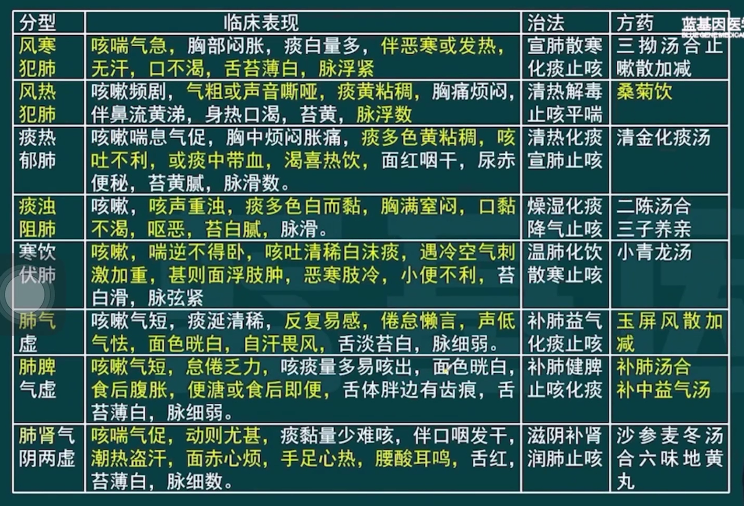 分型 临床表现 治法 方药
蓝基因医学
BLUE GENE MEDICAL
风寒 咳喘气急，胸部闷胀，痰白量多，伴恶寒或发热， 宣肺散寒 三拗汤合止
犯肺 无汗，口不渴，舌苔薄白，脉浮紧 化痰止咳 嗽散加减
风热 咳嗽频剧，气粗或声音嘶哑，痰黄粘稠，胸痛烦闷， 清热解毒 桑菊饮
犯肺 伴鼻流黄涕，身热口渴，苔黄，脉浮数 止咳平喘
痰热 咳嗽喘息气促，胸中烦闷胀痛，痰多色黄粘稠，咳 清热化痰 清金化痰汤
郁肺 吐不利，或痰中带血，渴喜热饮，面红咽干，尿赤 宣肺止咳
便秘，苔黄腻，脉滑数。
痰浊 咳嗽，咳声重浊，痰多色白而黏，胸满窒闷，口黏 燥湿化痰 二陈汤合
阻肺 不渴，呕恶，苔白腻，脉滑。 降气止咳 三子养亲
寒饮 咳嗽，喘逆不得卧，咳吐清稀白沫痰，遇冷空气刺 温肺化饮 小青龙汤
伏肺 激加重，甚则面浮肢肿，恶寒肢冷，小便不利，苔 散寒止咳
白滑，脉弦紧
肺气 咳嗽气短，痰涎清稀，反复易感，倦怠懒言，声低 补肺益气 玉屏风散加
虚 气怯，面色㿠白，自汗畏风，舌淡苔白，脉细弱。 化痰止咳 减
肺脾 咳嗽气短，怠倦乏力，咳痰量多易咳出，面色㿠白， 补肺健脾 补肺汤合
气虚 食后腹胀，便溏或食后即便，舌体胖边有齿痕，舌 止咳化痰 补中益气汤
苔薄白，脉细弱。
肺肾气 咳喘气促，动则尤甚，痰黏量少难咳，伴口咽发干， 滋阴补肾 沙参麦冬汤
阴两虚 潮热盗汗，面赤心烦，手足心热，腰酸耳鸣，舌红， 润肺止咳 合六味地黄
苔薄白，脉细数。 丸